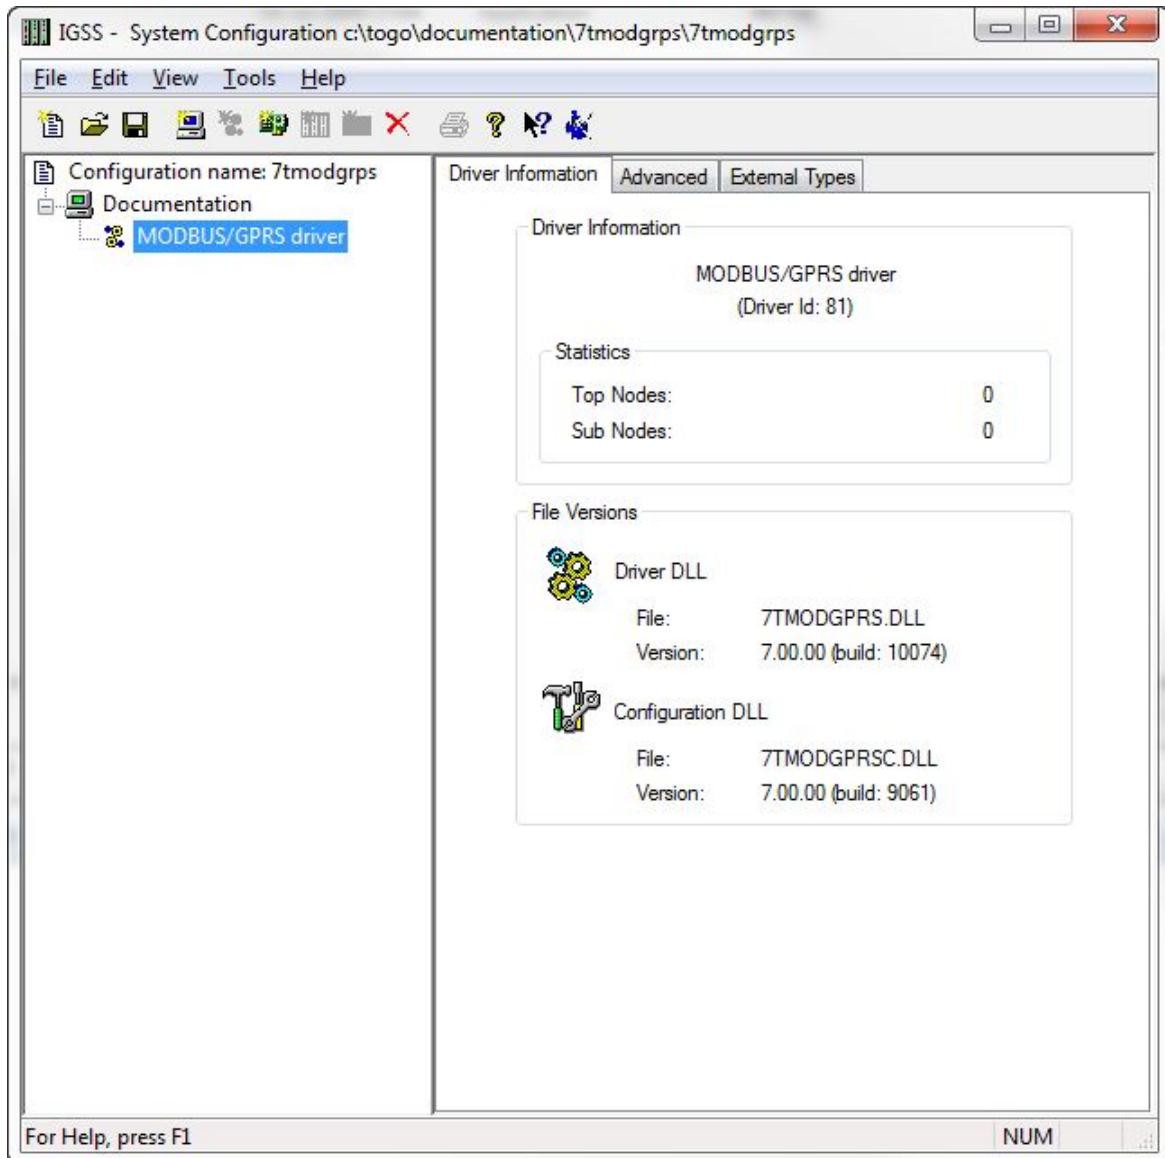 IGSS - System Configuration c:\togo\documentation\7tmodgrps\7tmodgrps
File Edit View Tools Help
Configuration name: 7tmodgrps
Documentation
MODBUS/GPRS driver
Driver Information Advanced External Types
Driver Information
MODBUS/GPRS driver
(Driver Id: 81)
Statistics
Top Nodes: 0
Sub Nodes: 0
File Versions
Driver DLL
File: 7TMODGPRS.DLL
Version: 7.00.00 (build: 10074)
Configuration DLL
File: 7TMODGPRSC.DLL
Version: 7.00.00 (build: 9061)
For Help, press F1 NUM